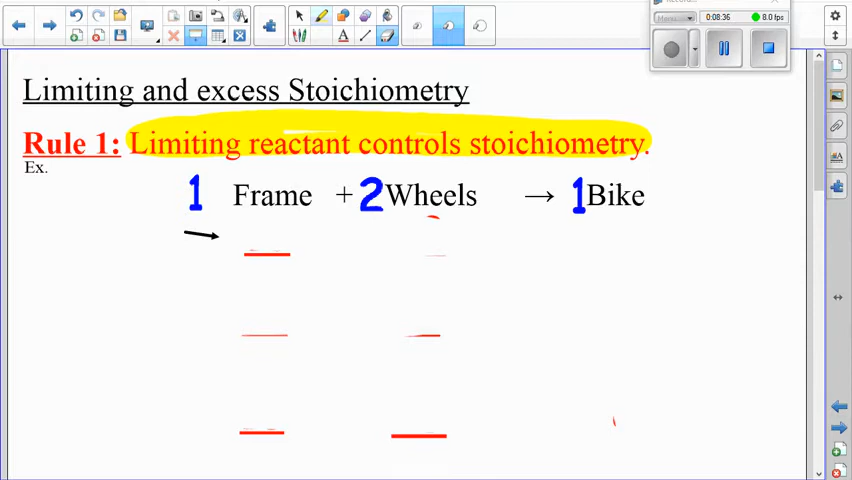 0:08:36
8.0 fps
Limiting and excess Stoichiometry
Rule 1: Limiting reactant controls stoichiometry.
Ex.
1 Frame + 2 Wheels → 1 Bike